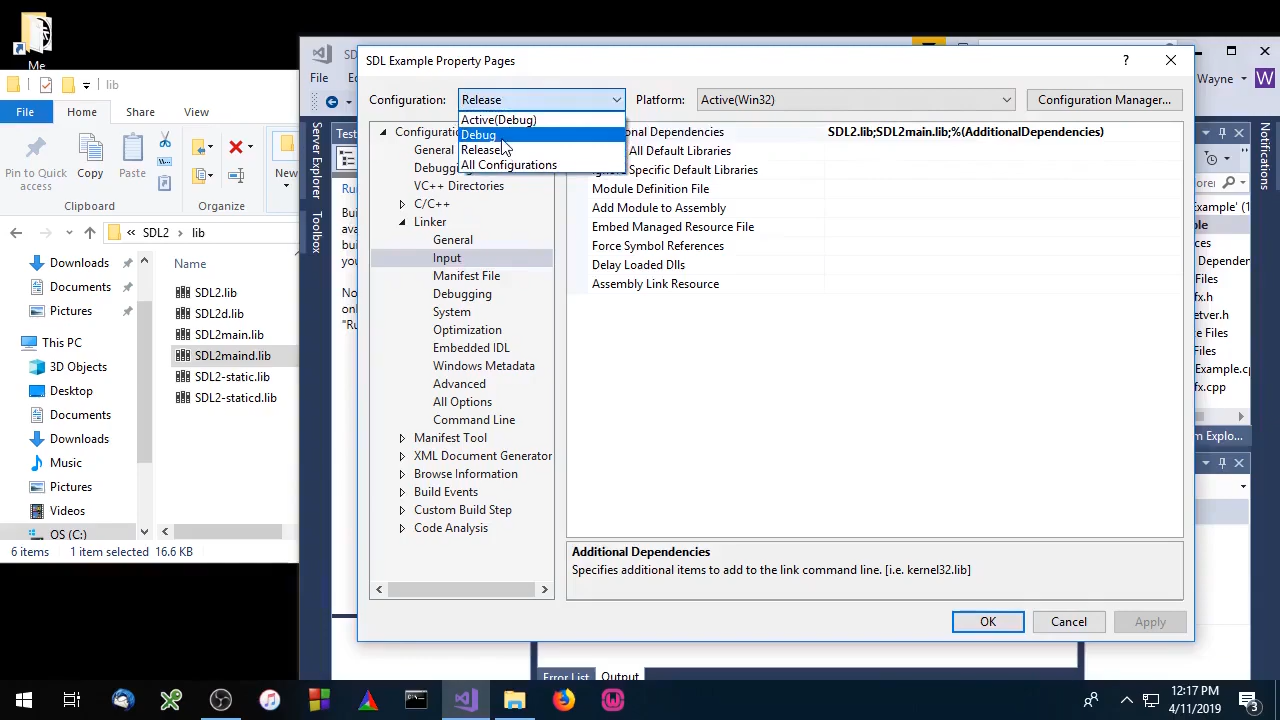 Me
lib
File
Home
Share
View
Pin to Quick
access
Copy
Paste
New
Clipboard
Organize
SDL2
lib
Downloads
Documents
Pictures
This PC
3D Objects
Desktop
Documents
Downloads
Music
Pictures
Videos
OS (C:)
Name
SDL2.lib
SDL2d.lib
SDL2main.lib
SDL2maind.lib
SDL2-static.lib
SDL2-staticd.lib
6 items
1 item selected 16.6 KB
File
Wayne
W
Server Explorer
Toolbox
Test
Notifications
SDL Example Property Pages
Configuration:
Release
Platform:
Active(Win32)
Configuration Manager...
Active(Debug)
Debug
Release
All Configurations
General
VC++ Directories
C/C++
Linker
General
Input
Manifest File
Debugging
System
Optimization
Embedded IDL
Windows Metadata
Advanced
All Options
Command Line
Manifest Tool
XML Document Generator
Browse Information
Build Events
Custom Build Step
Code Analysis
Dependencies
SDL2.lib;SDL2main.lib;%(AdditionalDependencies)
All Default Libraries
Specific Default Libraries
Module Definition File
Add Module to Assembly
Embed Managed Resource File
Force Symbol References
Delay Loaded Dlls
Assembly Link Resource
Additional Dependencies
Specifies additional items to add to the link command line. [i.e. kernel32.lib]
OK
Cancel
Apply
Error List
Output
12:17 PM
4/11/2019
3